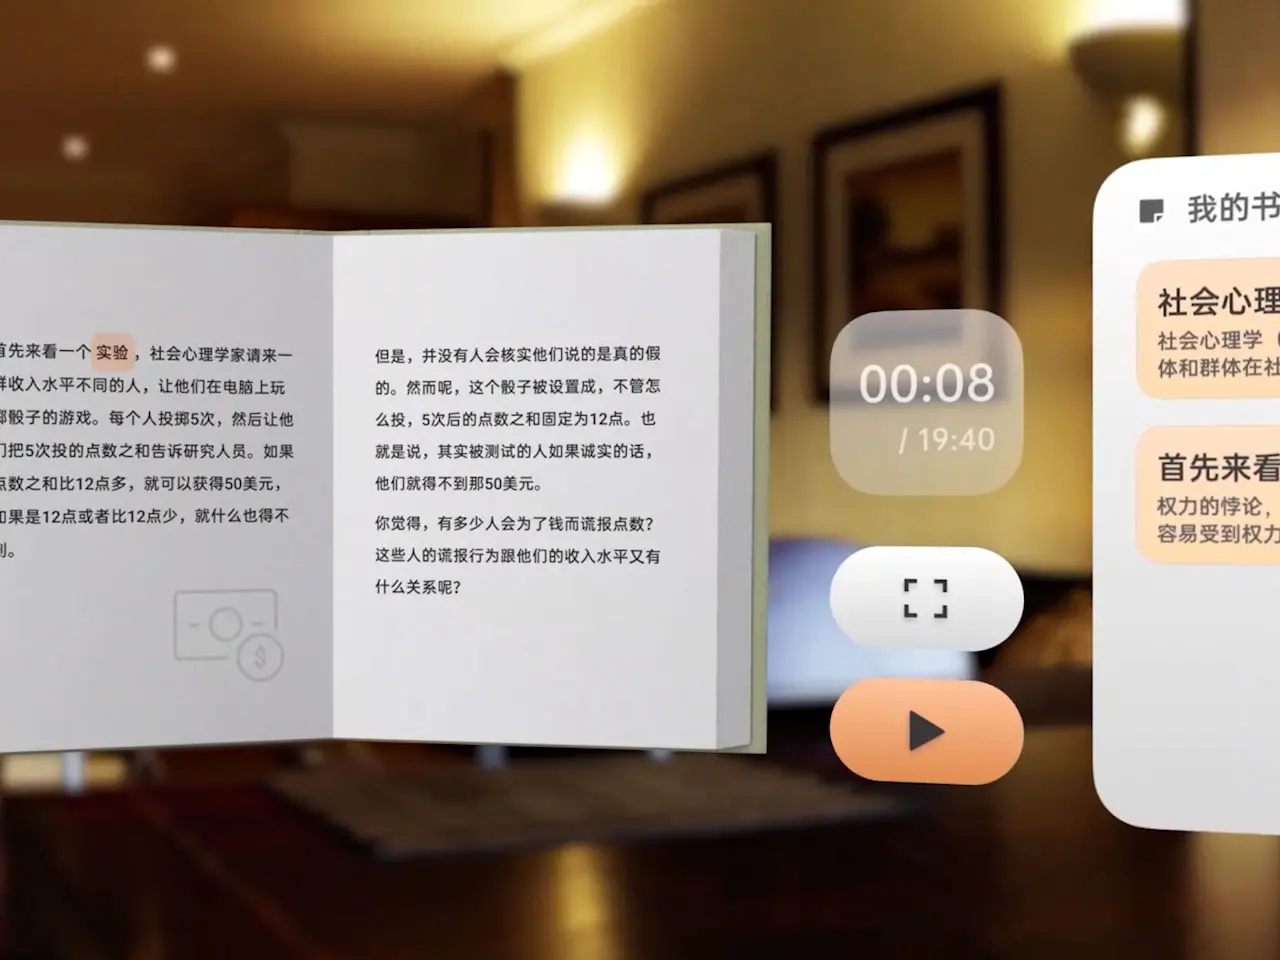 首先来看一个 实验，社会心理学家请来一
群收入水平不同的人，让他们在电脑上玩
掷骰子的游戏。每个人投掷5次，然后让他
们把5次投的点数之和告诉研究人员。如果
点数之和比12点多，就可以获得50美元，
如果是12点或者比12点少，就什么也得不
到。
但是，并没有人会核实他们说的是真的假
的。然而呢，这个骰子被设置成，不管怎
么投，5次后的点数之和固定为12点。也
就是说，其实被测试的人如果诚实的话，
他们就得不到那50美元。
你觉得，有多少人会为了钱而谎报点数？
这些人的谎报行为跟他们的收入水平又有
什么关系呢？
00:08
/ 19:40
我的书
社会心理
社会心理学（
体和群体在社
首先来看
权力的悖论，
容易受到权力